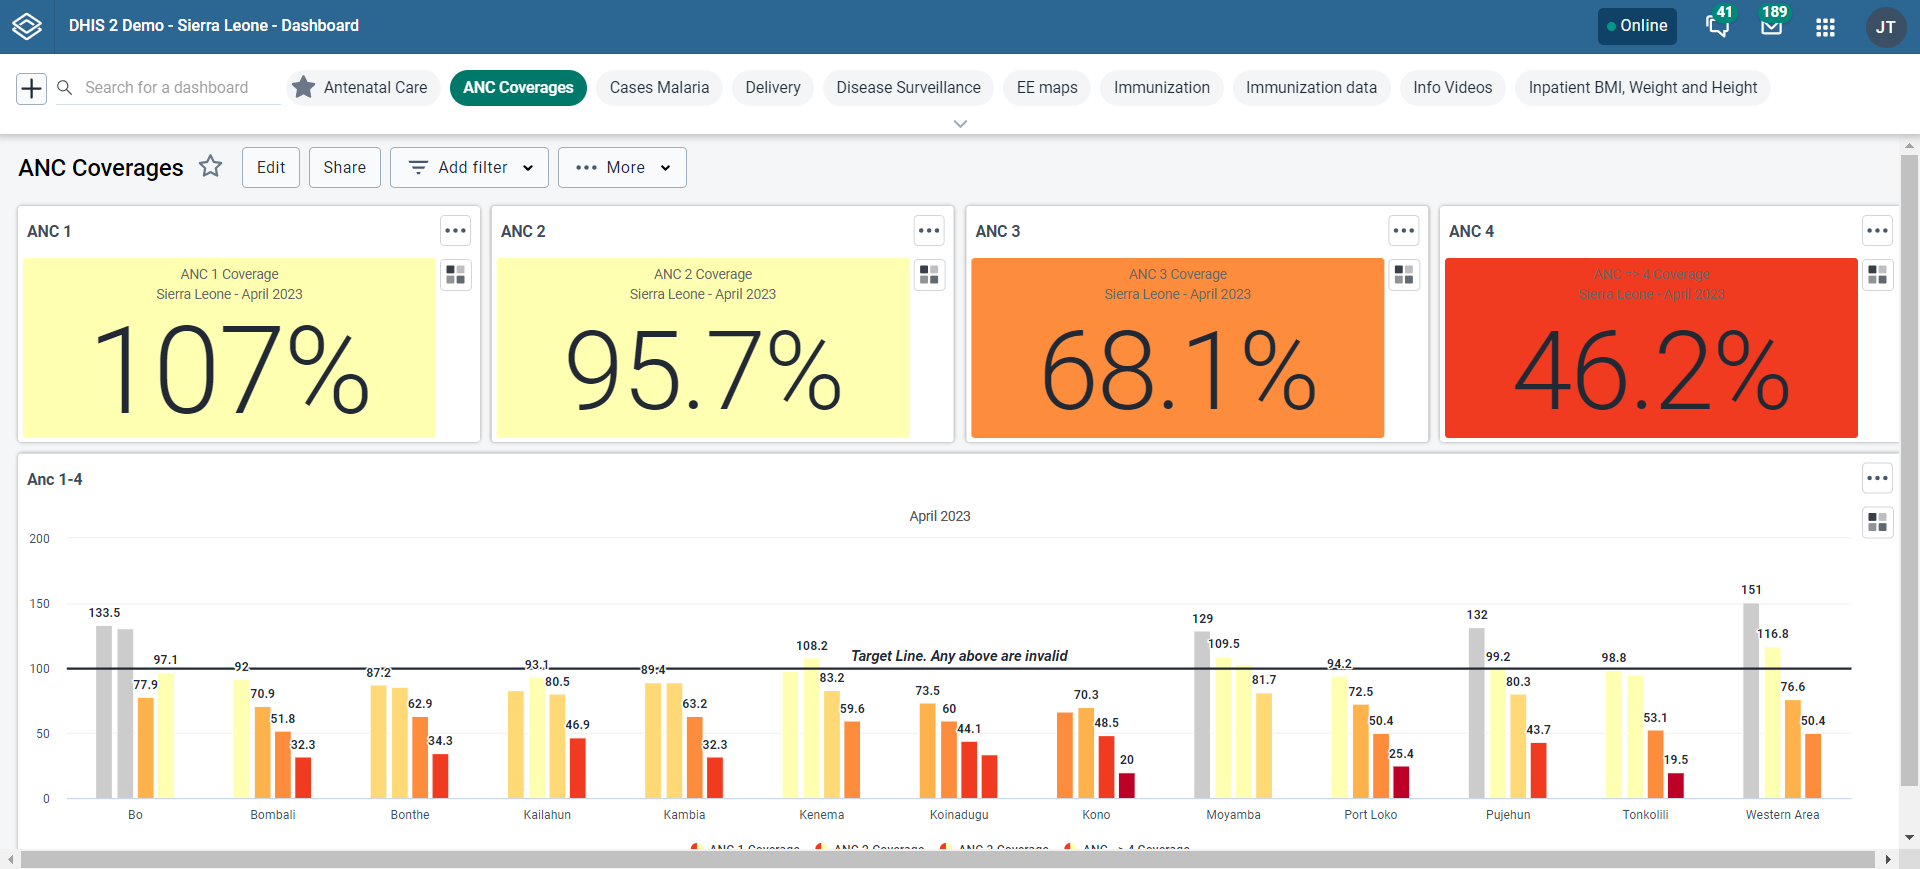 DHIS 2 Demo - Sierra Leone - Dashboard
Online
41
189
JT
Search for a dashboard
Antenatal Care
ANC Coverages
Cases Malaria
Delivery
Disease Surveillance
EE maps
Immunization
Immunization data
Info Videos
Inpatient BMI, Weight and Height
ANC Coverages
Edit
Share
Add filter
More
ANC 1
ANC 1 Coverage
Sierra Leone - April 2023
107%
ANC 2
ANC 2 Coverage
Sierra Leone - April 2023
95.7%
ANC 3
ANC 3 Coverage
Sierra Leone - April 2023
68.1%
ANC 4
ANC => 4 Coverage
Sierra Leone - April 2023
46.2%
Anc 1-4
April 2023
200
150
100
50
0
Target Line. Any above are invalid
133.5
77.9
97.1
92
70.9
51.8
32.3
87.2
62.9
34.3
93.1
80.5
46.9
89.4
63.2
32.3
108.2
83.2
59.6
73.5
60
44.1
70.3
48.5
20
129
109.5
81.7
94.2
72.5
50.4
25.4
132
99.2
80.3
43.7
98.8
53.1
19.5
151
116.8
76.6
50.4
Bo
Bombali
Bonthe
Kailahun
Kambia
Kenema
Koinadugu
Kono
Moyamba
Port Loko
Pujehun
Tonkolili
Western Area
ANC 1 Coverage
ANC 2 Coverage
ANC 3 Coverage
ANC => 4 Coverage